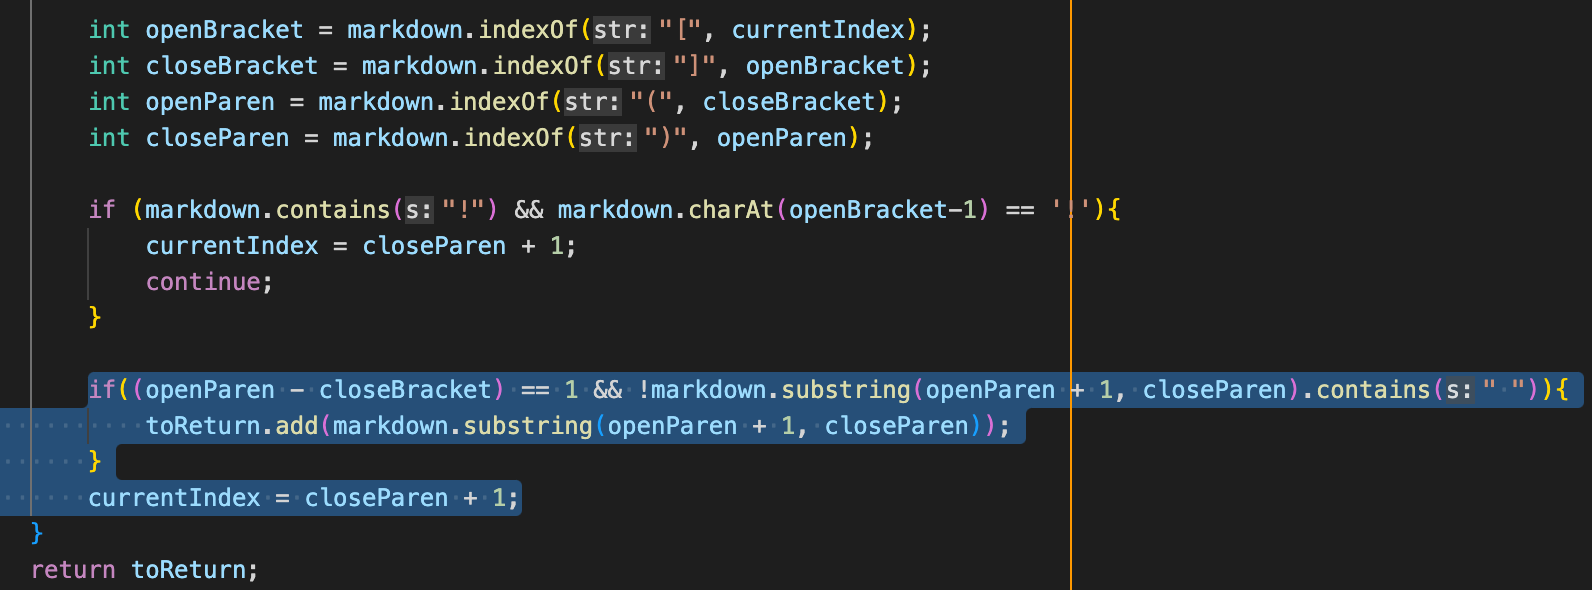 int openBracket = markdown.indexOf(str: "[", currentIndex);
int closeBracket = markdown.indexOf(str: "]", openBracket);
int openParen = markdown.indexOf(str: "(", closeBracket);
int closeParen = markdown.indexOf(str: ")", openParen);
if (markdown.contains(s: "!") && markdown.charAt(openBracket-1) == '!'){
currentIndex = closeParen + 1;
continue;
}
if((openParen - closeBracket) == 1 && !markdown.substring(openParen + 1, closeParen).contains(s: " ")){
toReturn.add(markdown.substring(openParen + 1, closeParen));
}
currentIndex = closeParen + 1;
}
return toReturn;